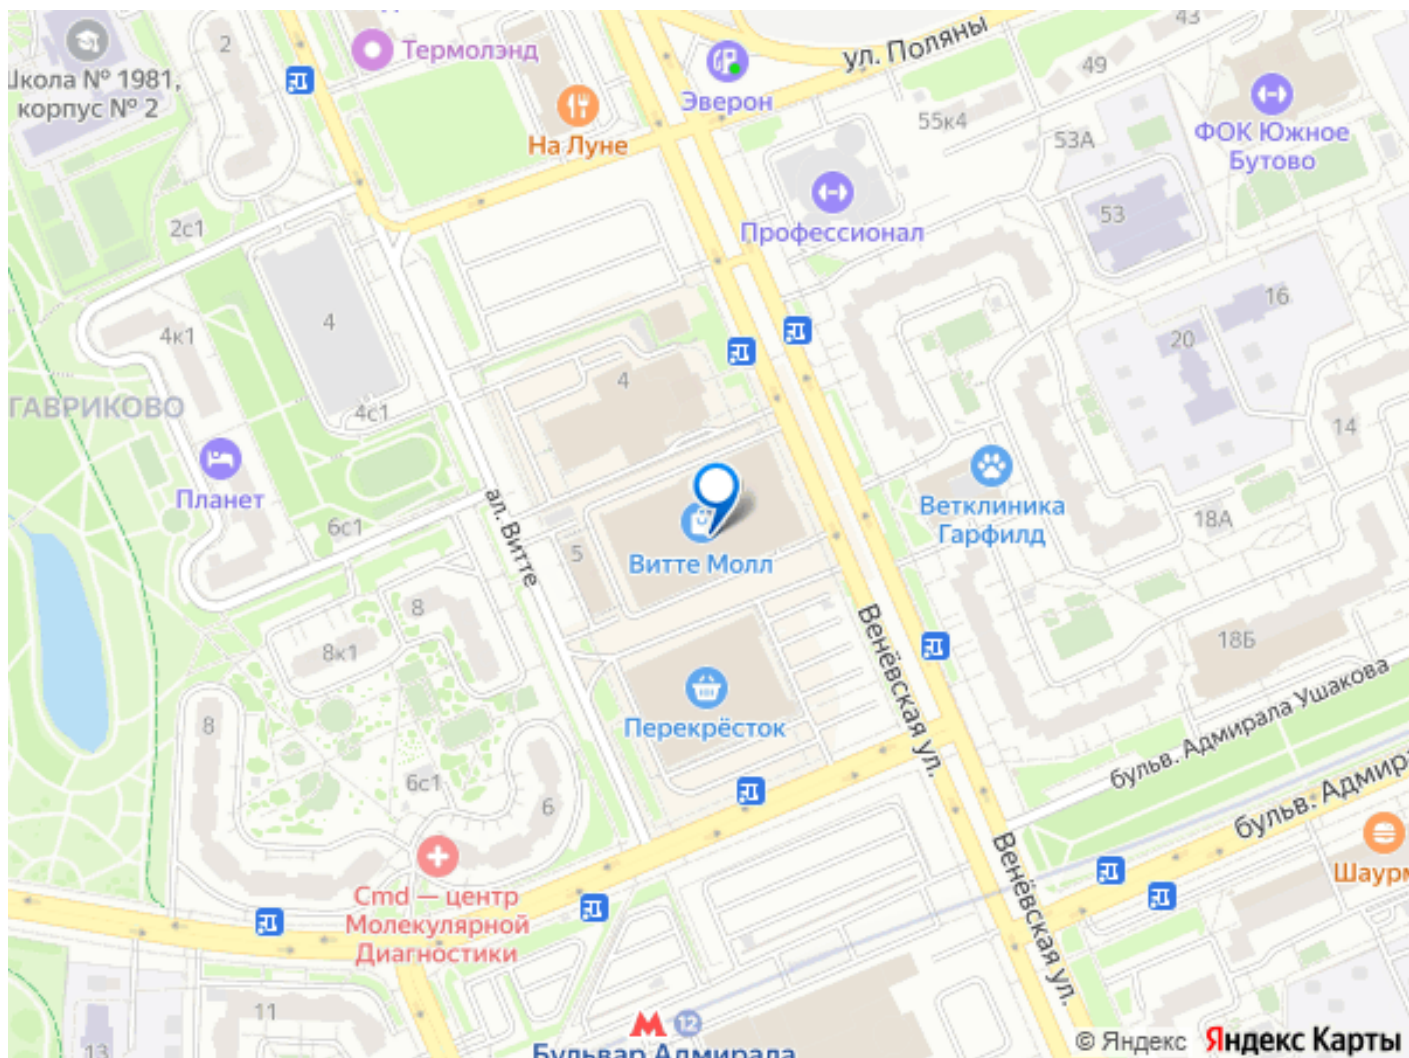 2
Термолэнд
Школа № 1981,
корпус № 2
На Луне
Эверон
ул. Поляны
43
49
55к4
53А
ФОК Южное
Бутово
53
Профессионал
2с1
4
4к1
16
20
4
4с1
14
ГАВРИКОВО
Планет
6с1
ал. Витте
5
Витте Молл
Ветклиника
Гарфилд
18А
8
8к1
18Б
Венёвская ул.
Перекрёсток
бульв. Адмирала Ушакова
8
6с1
6
бульв. Адмира
Венёвская ул.
Cmd — центр
Молекулярной
Диагностики
Шаурм
11
13
12
Бульвар Адмирала
© Яндекс Яндекс Карты